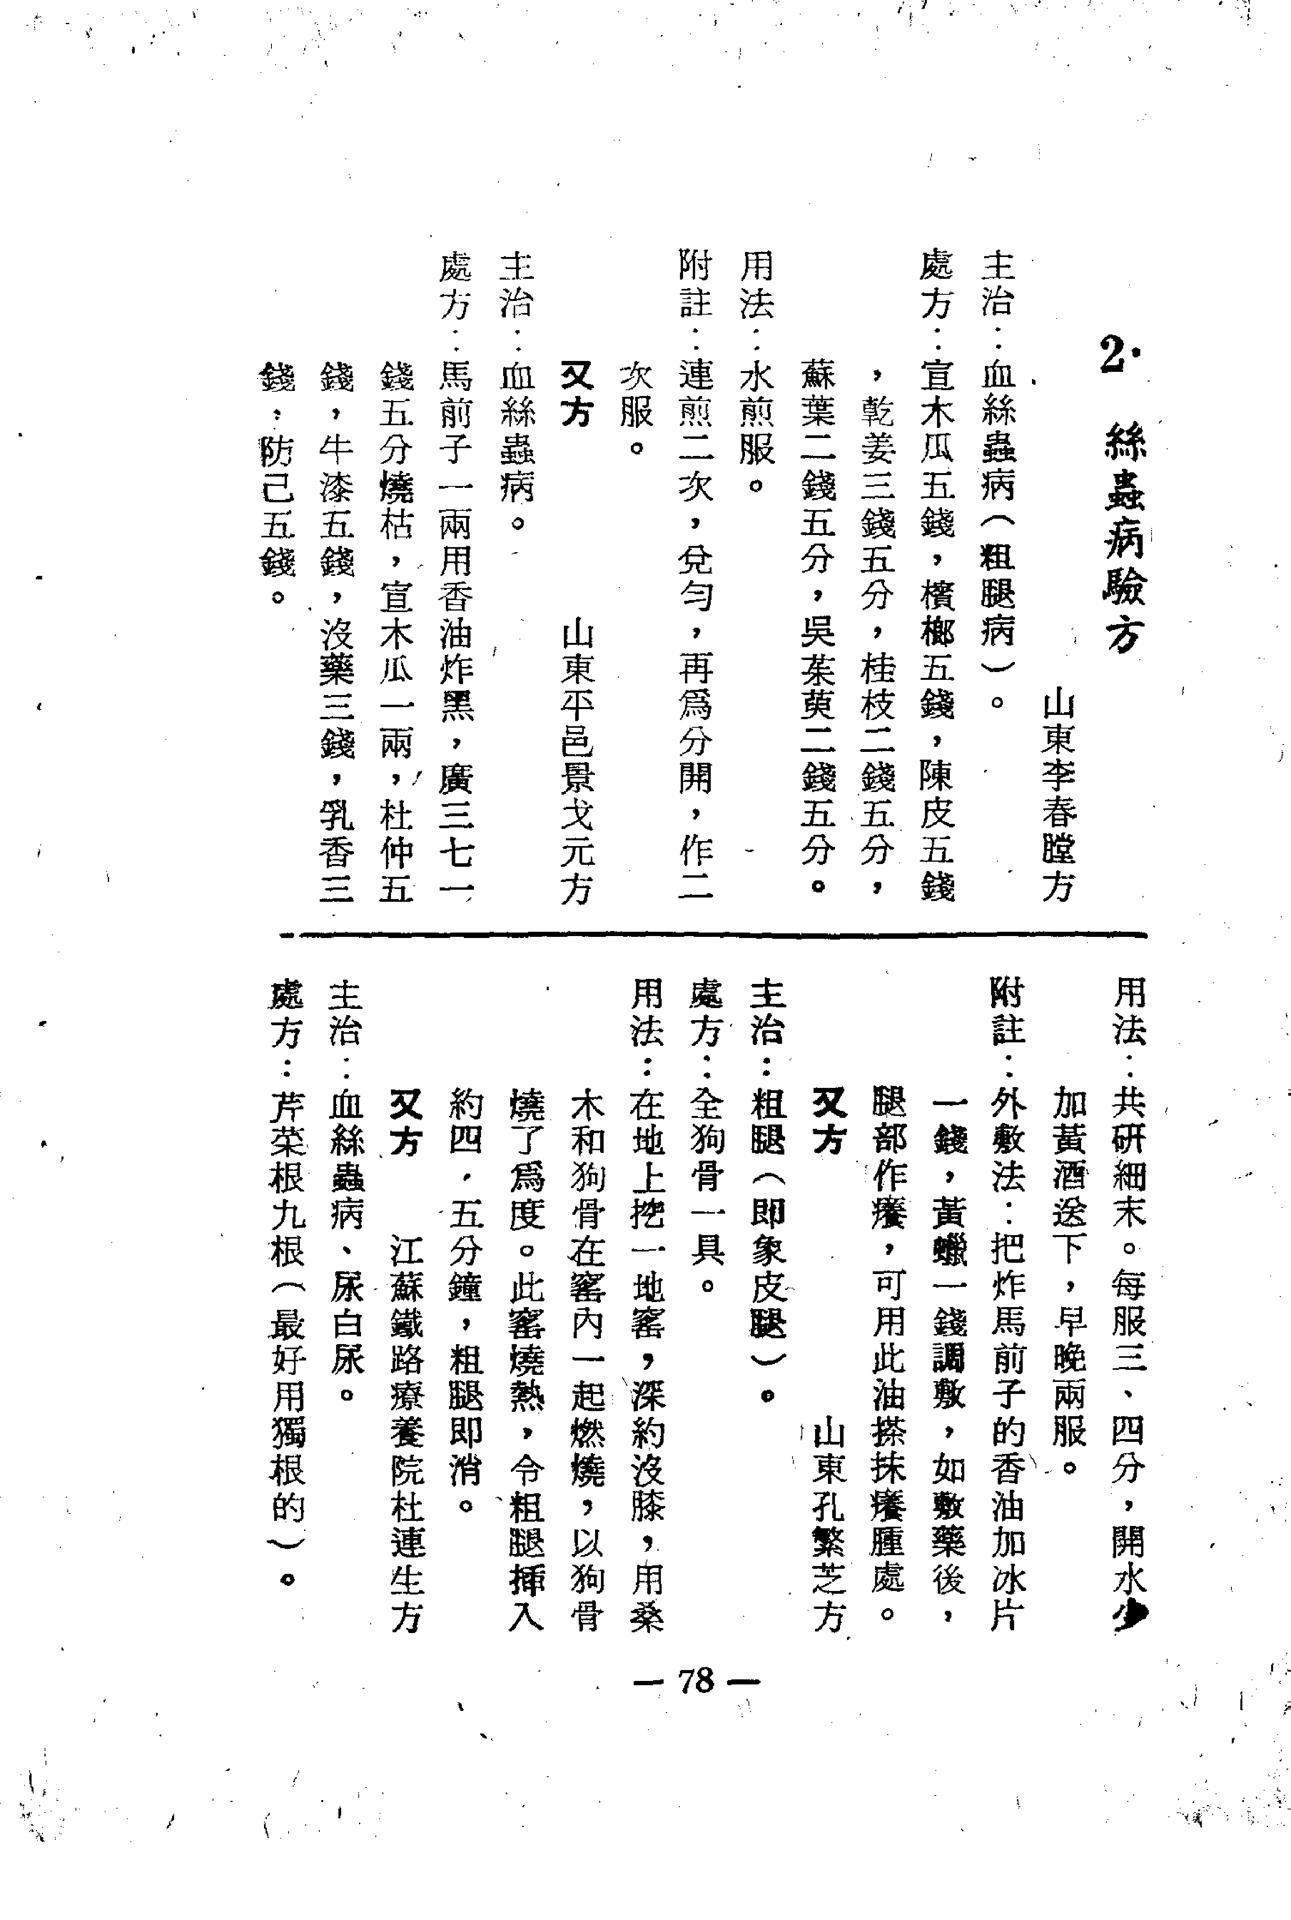 2. 絲蟲病驗方
山東李春膛方
主治：血絲蟲病（粗腿病）。
處方：宣木瓜五錢，檳榔五錢，陳皮五錢
，乾姜三錢五分，桂枝二錢五分，
蘇葉二錢五分，吳茱萸二錢五分。
用法：水煎服。
附註：連煎二次，兌勻，再爲分開，作二
次服。
又方　山東平邑景戈元方
主治：血絲蟲病。
處方：馬前子一兩用香油炸黑，廣三七一
錢五分燒枯，宣木瓜一兩，杜仲五
錢，牛漆五錢，沒藥三錢，乳香三
錢，防己五錢。
用法：共研細末。每服三、四分，開水少
加黃酒送下，早晚兩服。
附註：外敷法：把炸馬前子的香油加冰片
一錢，黃蠟一錢調敷，如敷藥後，
腿部作癢，可用此油搽抹癢腫處。
又方　山東孔繁芝方
主治：粗腿（即象皮腿）。
處方：全狗骨一具。
用法：在地上挖一地窰，深約沒膝，用桑
木和狗骨在窰內一起燃燒，以狗骨
燒了爲度。此窰燒熱，令粗腿揷入
約四，五分鐘，粗腿即消。
又方　江蘇鐵路療養院杜連生方
主治：血絲蟲病、尿白尿。
處方：芹菜根九根（最好用獨根的）。
— 78 —